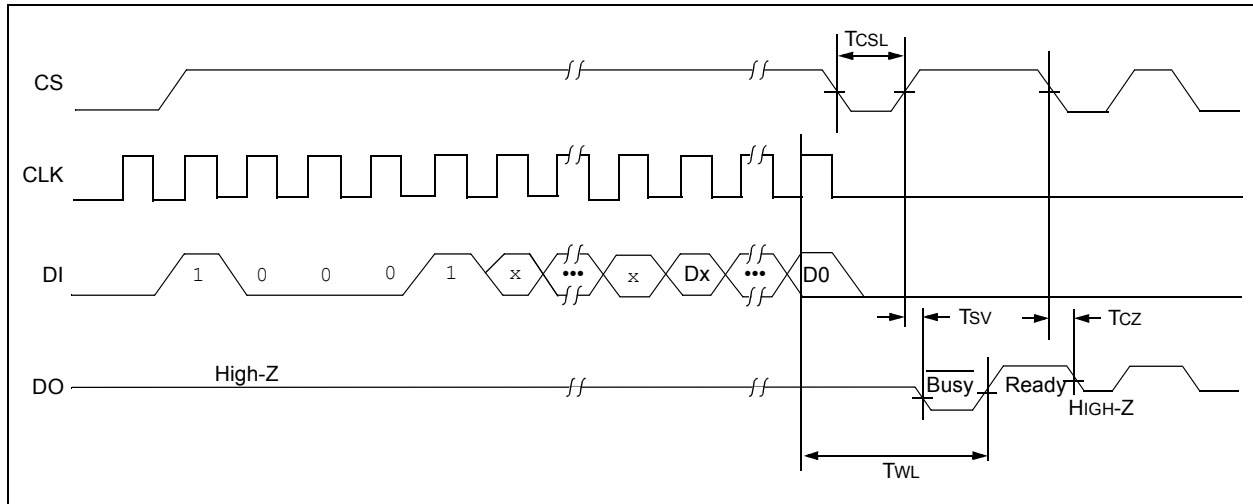 TCSL
CS
CLK
DI
1 0 0 0 1 x ••• x Dx ••• D0
TSV
TCZ
DO
High-Z
Busy
Ready
HIGH-Z
TWL